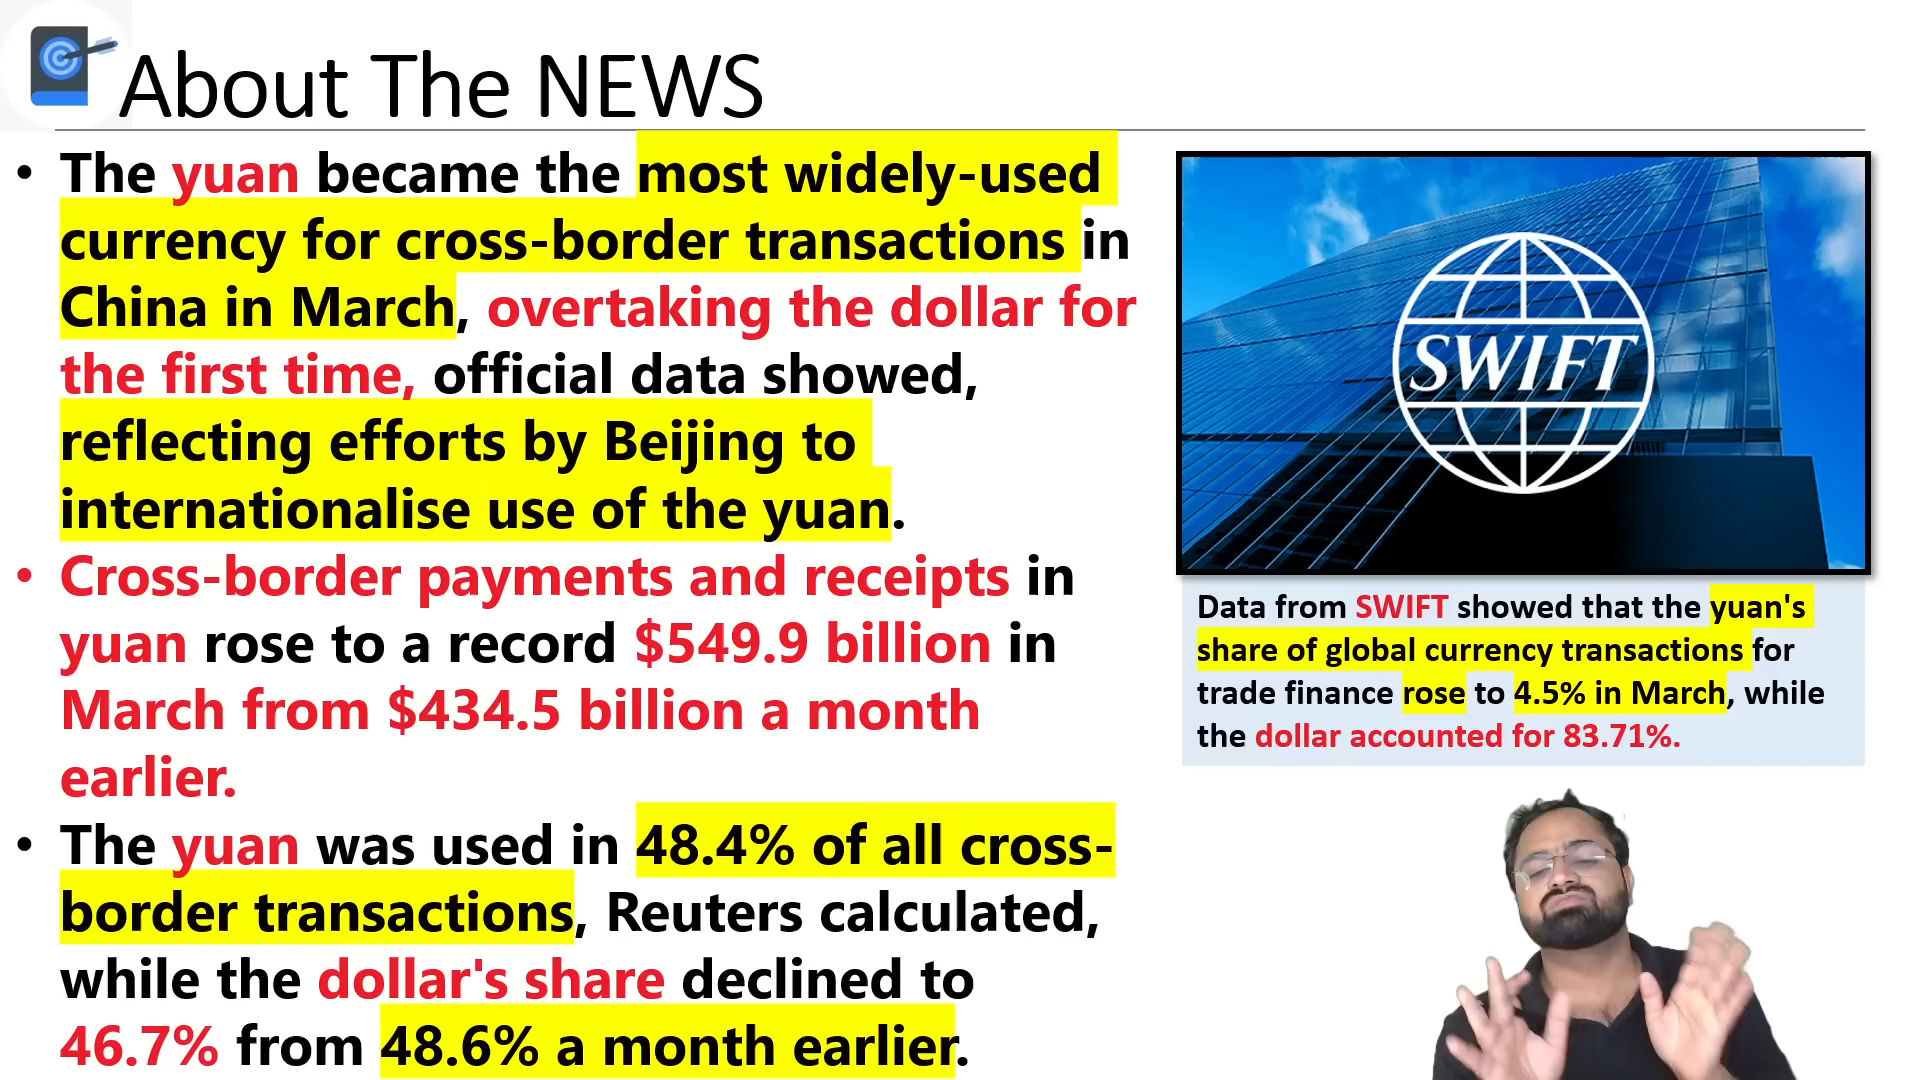 About The NEWS
• The yuan became the most widely-used
currency for cross-border transactions in
China in March, overtaking the dollar for
the first time, official data showed,
reflecting efforts by Beijing to
internationalise use of the yuan.
• Cross-border payments and receipts in
yuan rose to a record $549.9 billion in
March from $434.5 billion a month
earlier.
• The yuan was used in 48.4% of all cross-
border transactions, Reuters calculated,
while the dollar's share declined to
46.7% from 48.6% a month earlier.
SWIFT
Data from SWIFT showed that the yuan's
share of global currency transactions for
trade finance rose to 4.5% in March, while
the dollar accounted for 83.71%.